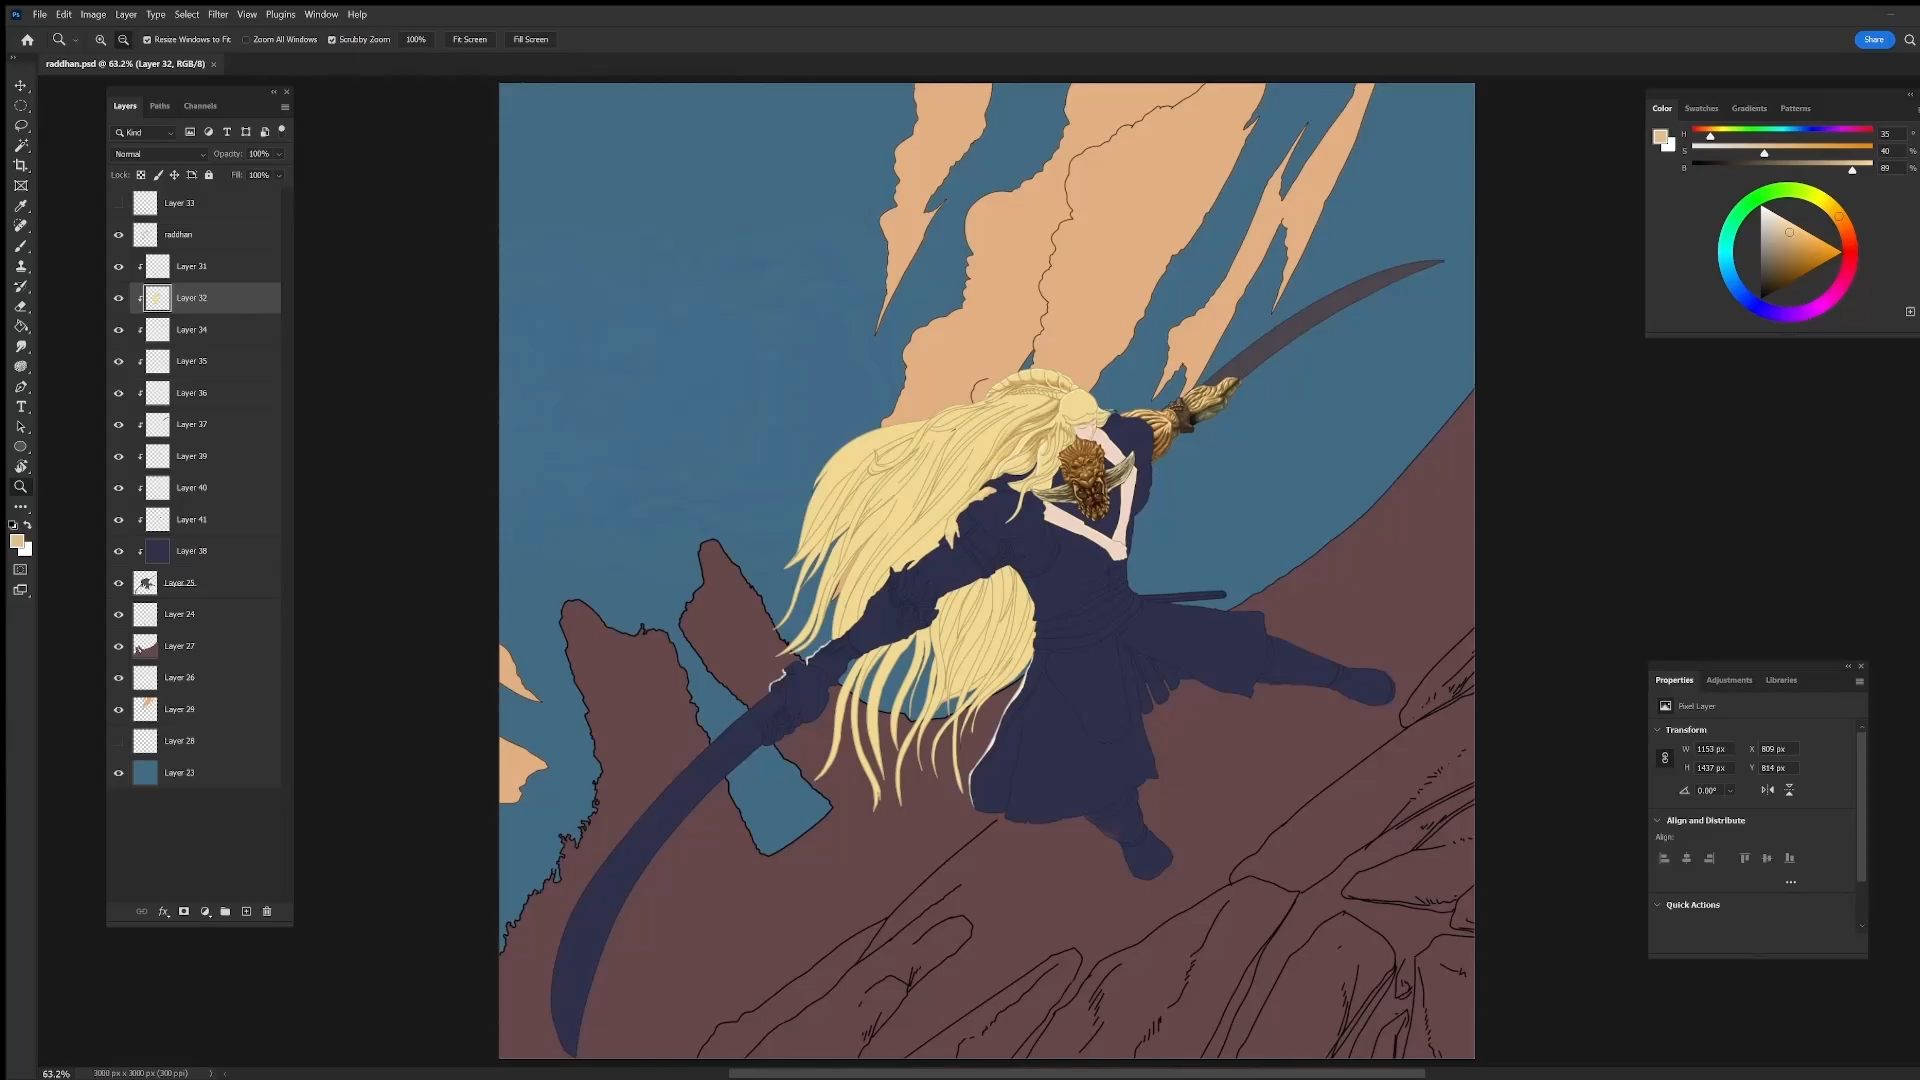 Ps File Edit Image Layer Type Select Filter View Plugins Window Help
Resize Windows to Fit Zoom All Windows Scrubby Zoom 100% Fit Screen Fill Screen Share
raddhan.psd @ 63.2% (Layer 32, RGB/8)
Layers Paths Channels
Kind
Normal Opacity: 100%
Lock: Fill: 100%
Layer 33
raddhan
Layer 31
Layer 32
Layer 34
Layer 35
Layer 36
Layer 37
Layer 39
Layer 40
Layer 41
Layer 38
Layer 25
Layer 24
Layer 27
Layer 26
Layer 29
Layer 28
Layer 23
fx
Color Swatches Gradients Patterns
H 35 °
S 40 %
B 89 %
Properties Adjustments Libraries
Pixel Layer
Transform
W 1153 px X 809 px
H 1437 px Y 814 px
0.00°
Align and Distribute
Align:
Quick Actions
63.2% 3000 px x 3000 px (300 ppi)